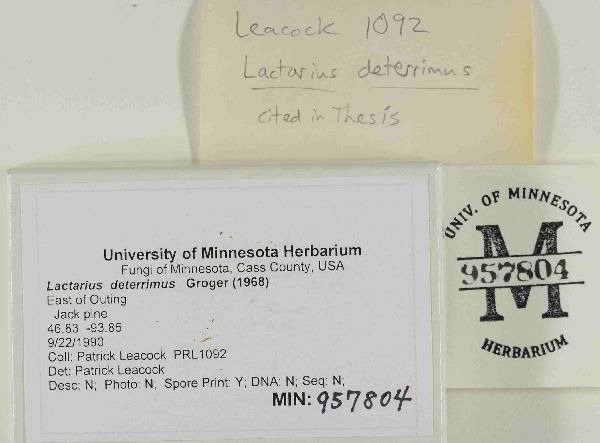 Leacock 1092
Lactarius deterrimus
cited in Thesis
University of Minnesota Herbarium
Fungi of Minnesota, Cass County, USA
Lactarius deterrimus Groger (1968)
East of Outing
Jack pine
46.83 -93.85
9/22/1990
Coll: Patrick Leacock PRL1092
Det: Patrick Leacock
Desc: N; Photo: N, Spore Print: Y; DNA: N; Seq: N;
MIN: 957804
UNIV. OF MINNESOTA
M
957804
HERBARIUM